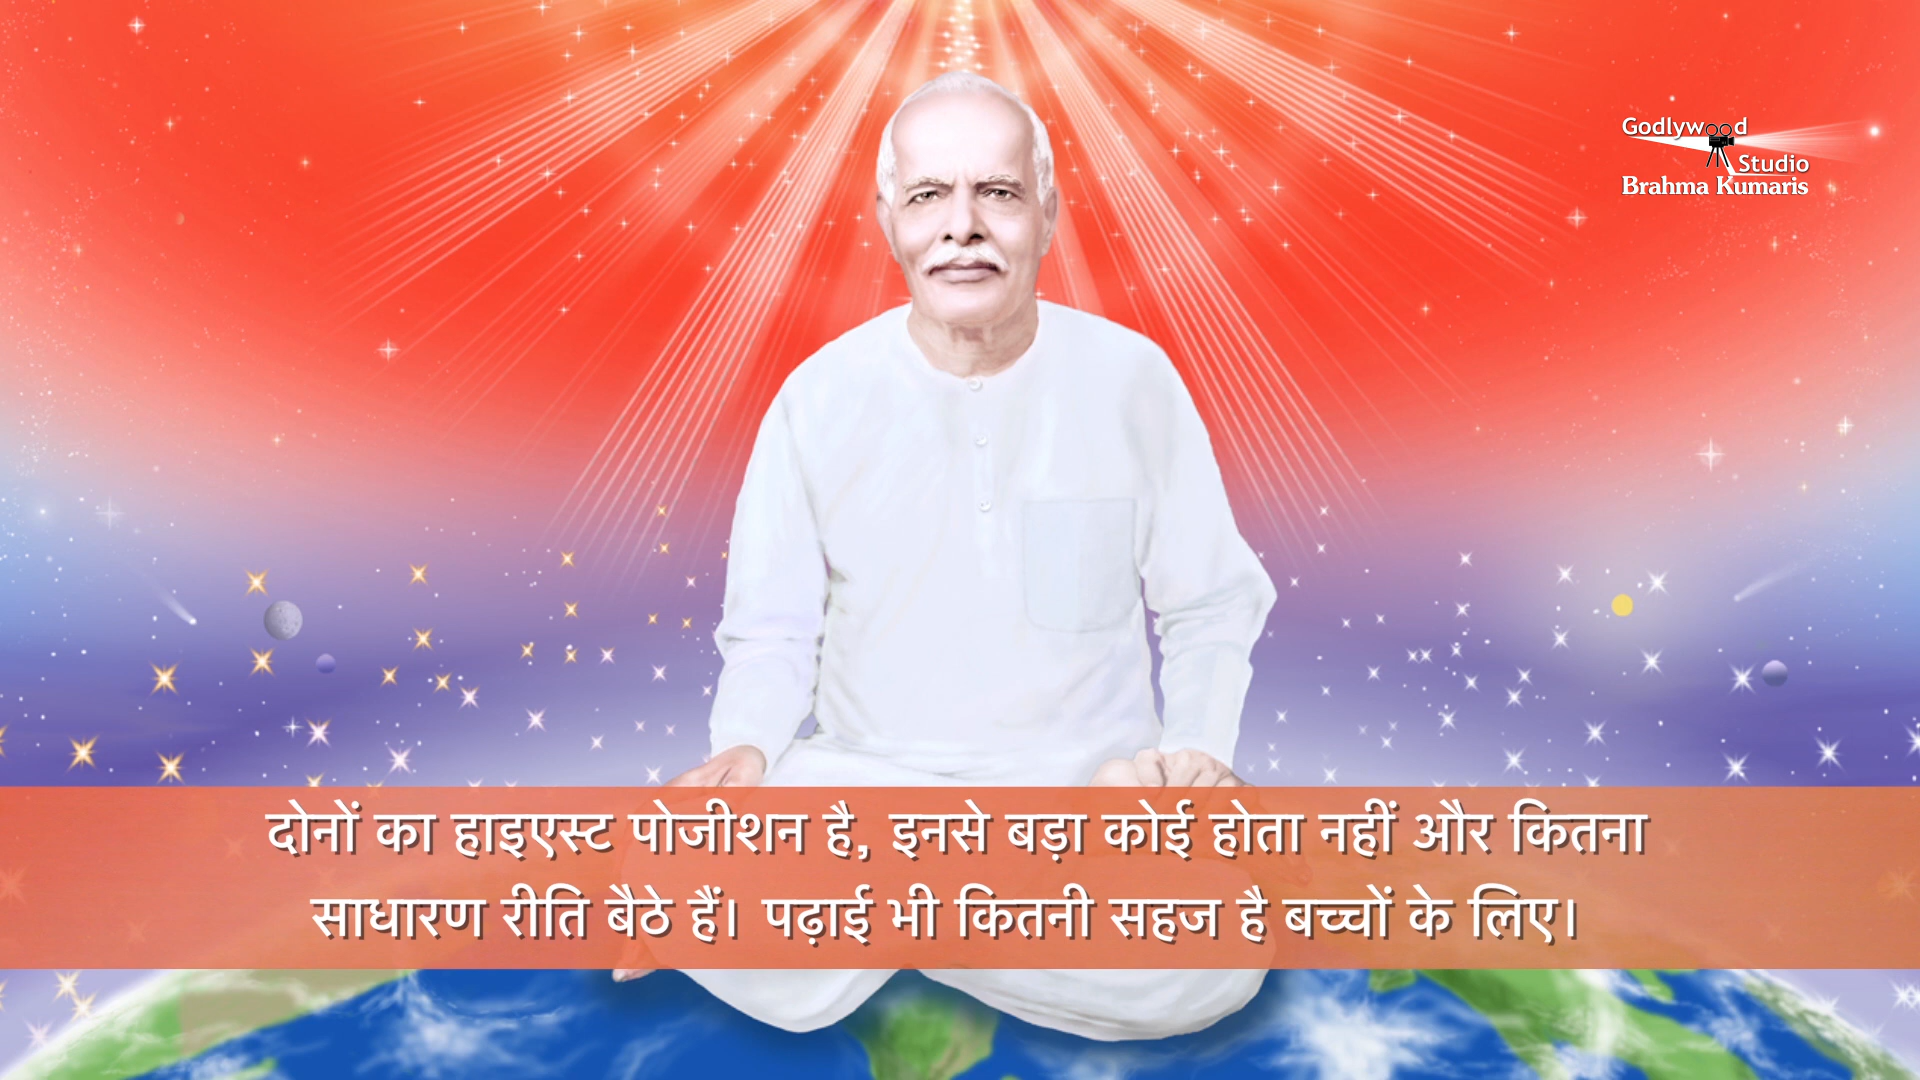 Godlywood
Studio
Brahma Kumaris
दोनों का हाइएस्ट पोजीशन है, इनसे बड़ा कोई होता नहीं और कितना
साधारण रीति बैठे हैं। पढ़ाई भी कितनी सहज है बच्चों के लिए।